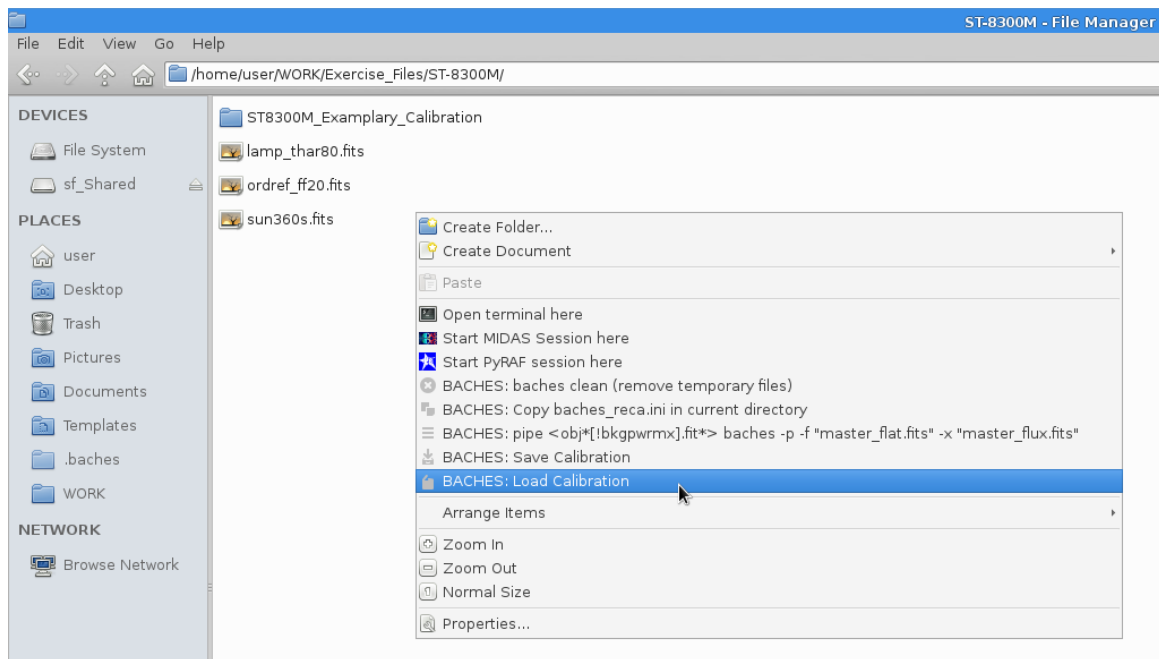 ST-8300M - File Manager
File Edit View Go Help
/home/user/WORK/Exercise_Files/ST-8300M/
DEVICES
File System
sf_Shared
PLACES
user
Desktop
Trash
Pictures
Documents
Templates
.baches
WORK
NETWORK
Browse Network
ST8300M_Examplary_Calibration
lamp_thar80.fits
ordref_ff20.fits
sun360s.fits
Create Folder...
Create Document
Paste
Open terminal here
Start MIDAS Session here
Start PyRAF session here
BACHES: baches clean (remove temporary files)
BACHES: Copy baches_reca.ini in current directory
BACHES: pipe <obj*[!bkgpwrmx].fit*> baches -p -f "master_flat.fits" -x "master_flux.fits"
BACHES: Save Calibration
BACHES: Load Calibration
Arrange Items
Zoom In
Zoom Out
Normal Size
Properties...